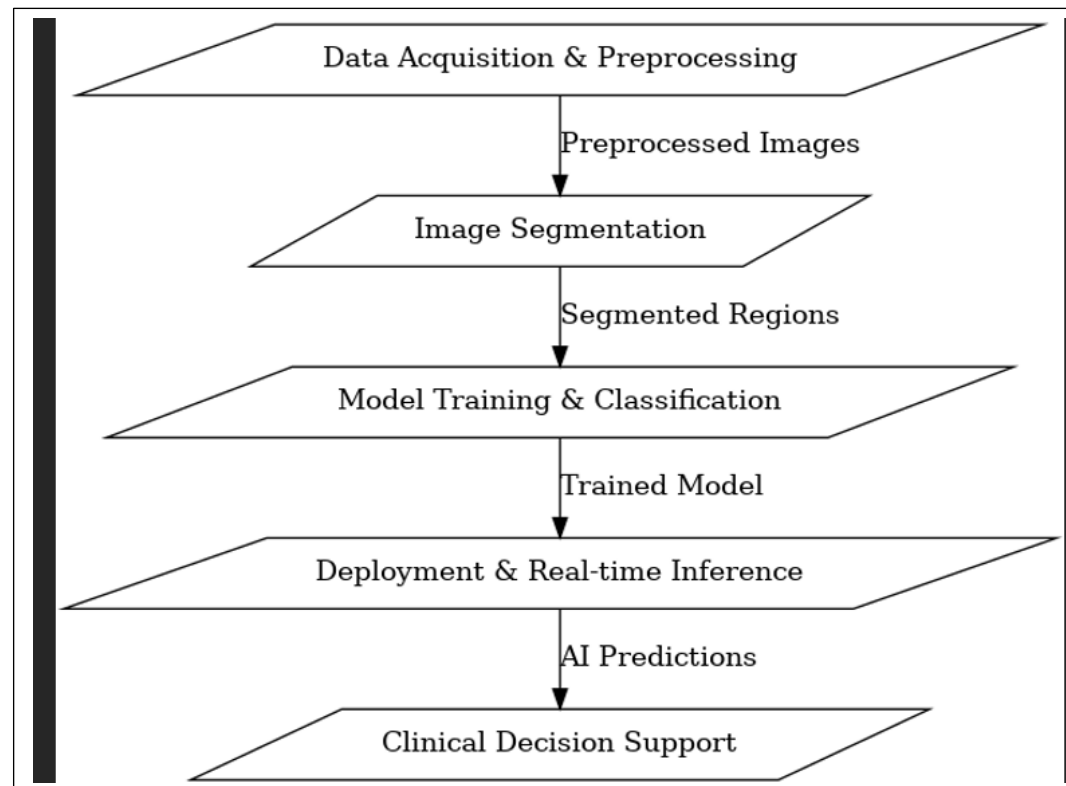 Data Acquisition & Preprocessing
Preprocessed Images
Image Segmentation
Segmented Regions
Model Training & Classification
Trained Model
Deployment & Real-time Inference
AI Predictions
Clinical Decision Support